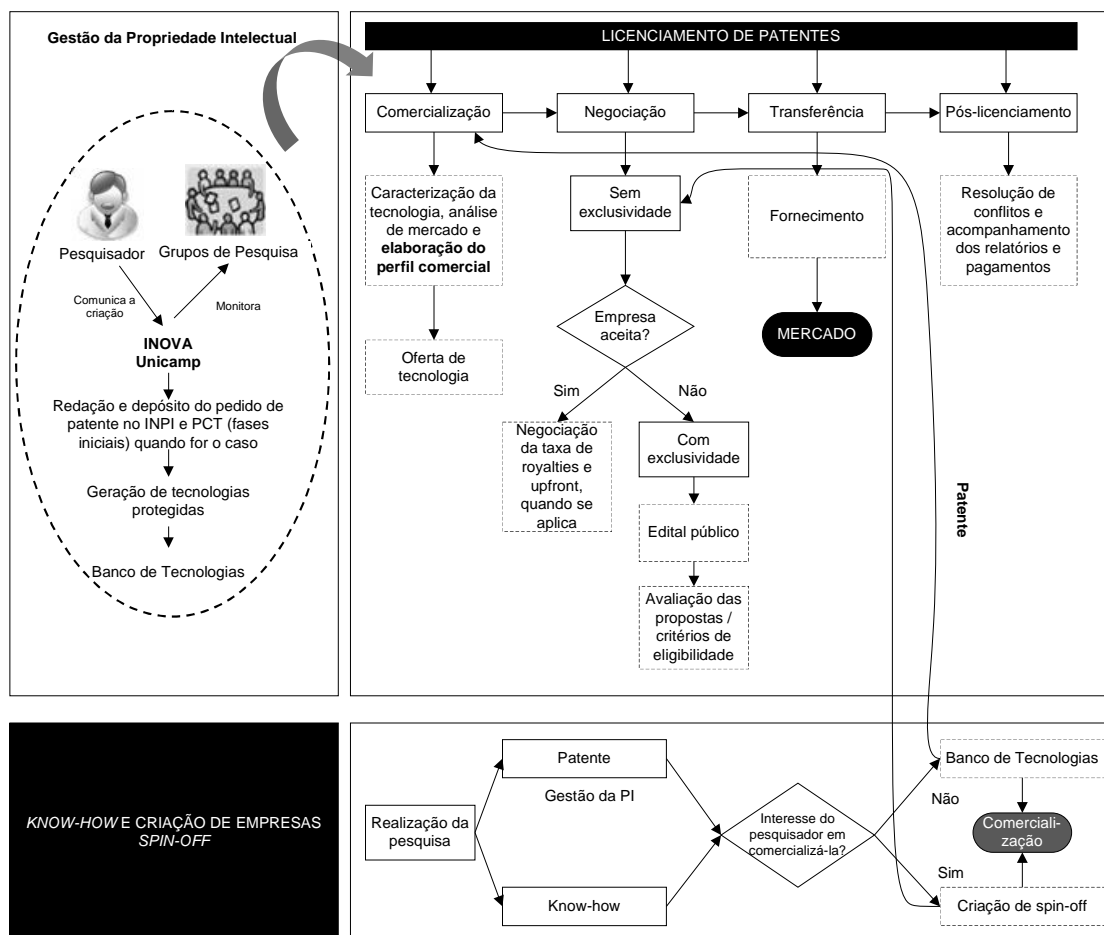 Gestão da Propriedade Intelectual
Pesquisador
Grupos de Pesquisa
Comunica a
criação
Monitora
INOVA
Unicamp
Redação e depósito do pedido de
patente no INPI e PCT (fases
iniciais) quando for o caso
Geração de tecnologias
protegidas
Banco de Tecnologias
LICENCIAMENTO DE PATENTES
Comercialização
Negociação
Transferência
Pós-licenciamento
Caracterização da
tecnologia, análise
de mercado e
elaboração do
perfil comercial
Oferta de
tecnologia
Sem
exclusividade
Empresa
aceita?
Sim
Não
Negociação
da taxa de
royalties e
upfront,
quando se
aplica
Com
exclusividade
Edital público
Avaliação das
propostas /
critérios de
eligibilidade
Fornecimento
MERCADO
Resolução de
conflitos e
acompanhamento
dos relatórios e
pagamentos
Patente
KNOW-HOW E CRIAÇÃO DE EMPRESAS
SPIN-OFF
Realização da
pesquisa
Patente
Gestão da PI
Know-how
Interesse do
pesquisador em
comercializá-la?
Banco de Tecnologias
Não
Comerciali-
zação
Sim
Criação de spin-off